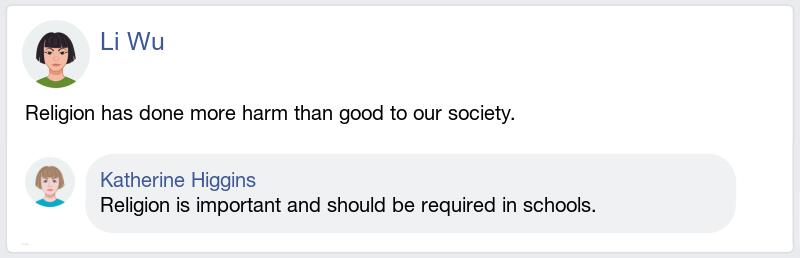 Li Wu
Religion has done more harm than good to our society.
Katherine Higgins
Religion is important and should be required in schools.